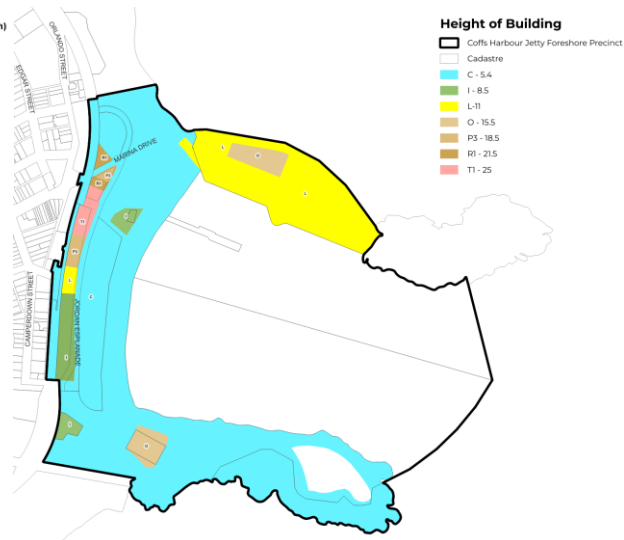 m)
Height of Building
Coffs Harbour Jetty Foreshore Precinct
Cadastre
C - 5.4
I - 8.5
L-11
O - 15.5
P3 - 18.5
R1 - 21.5
T1 - 25
ORLANDO STREET
EDGAR STREET
MARINA DRIVE
CAMPERDOWN STREET
JORDAN ESPLANADE